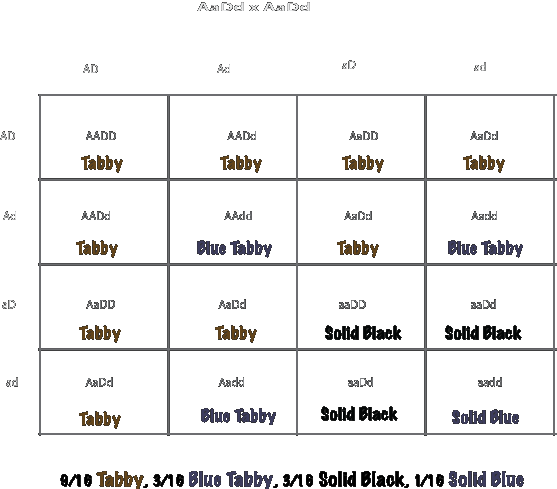 AaDd x AaDd
AD Ad aD ad
AD AADD AADd AaDD AaDd
Tabby Tabby Tabby Tabby
Ad AADd AAdd AaDd Aadd
Tabby Blue Tabby Tabby Blue Tabby
aD AaDD AaDd aaDD aaDd
Tabby Tabby Solid Black Solid Black
ad AaDd Aadd aaDd aadd
Tabby Blue Tabby Solid Black Solid Blue
9/16 Tabby, 3/16 Blue Tabby, 3/16 Solid Black, 1/16 Solid Blue